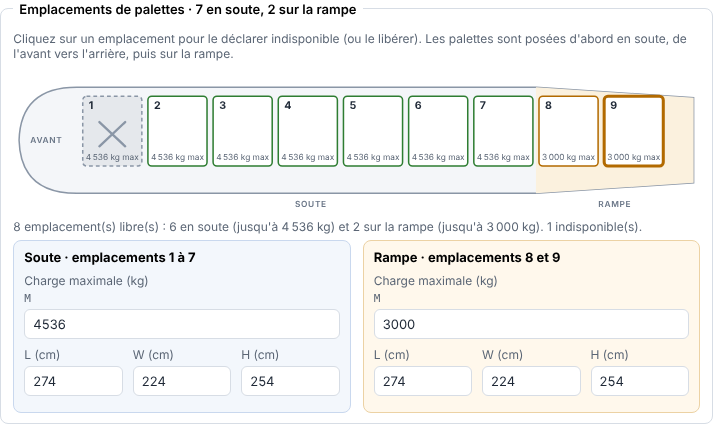 Emplacements de palettes · 7 en soute, 2 sur la rampe
Cliquez sur un emplacement pour le déclarer indisponible (ou le libérer). Les palettes sont posées d'abord en soute, de
l'avant vers l'arrière, puis sur la rampe.
1 2 3 4 5 6 7 8 9
AVANT
4 536 kg max 4 536 kg max 4 536 kg max 4 536 kg max 4 536 kg max 4 536 kg max 4 536 kg max 3 000 kg max 3 000 kg max
SOUTE RAMPE
8 emplacement(s) libre(s) : 6 en soute (jusqu'à 4 536 kg) et 2 sur la rampe (jusqu'à 3 000 kg). 1 indisponible(s).
Soute · emplacements 1 à 7
Charge maximale (kg)
M
4536
L (cm) W (cm) H (cm)
274 224 254
Rampe · emplacements 8 et 9
Charge maximale (kg)
M
3000
L (cm) W (cm) H (cm)
274 224 254